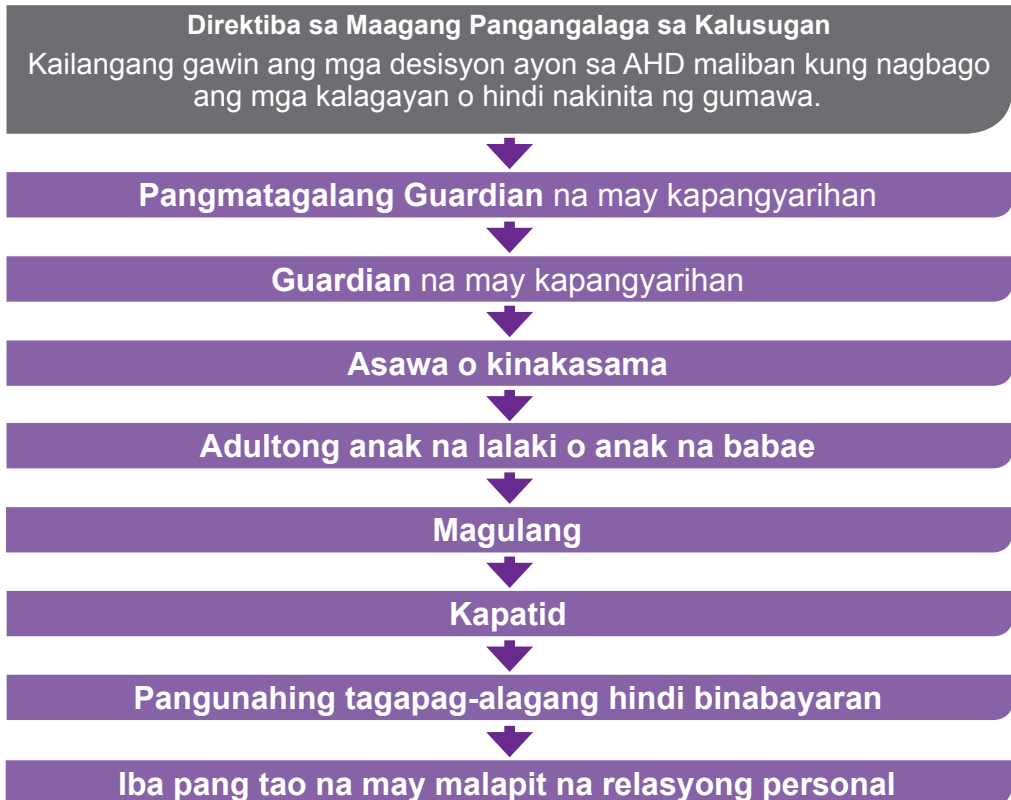 Direktiba sa Maagang Pangangalaga sa Kalusugan
Kailangang gawin ang mga desisyon ayon sa AHD maliban kung nagbago
ang mga kalagayan o hindi nakinita ng gumawa.
Pangmatagalang Guardian na may kapangyarihan
Guardian na may kapangyarihan
Asawa o kinakasama
Adultong anak na lalaki o anak na babae
Magulang
Kapatid
Pangunahing tagapag-alagang hindi binabayaran
Iba pang tao na may malapit na relasyong personal